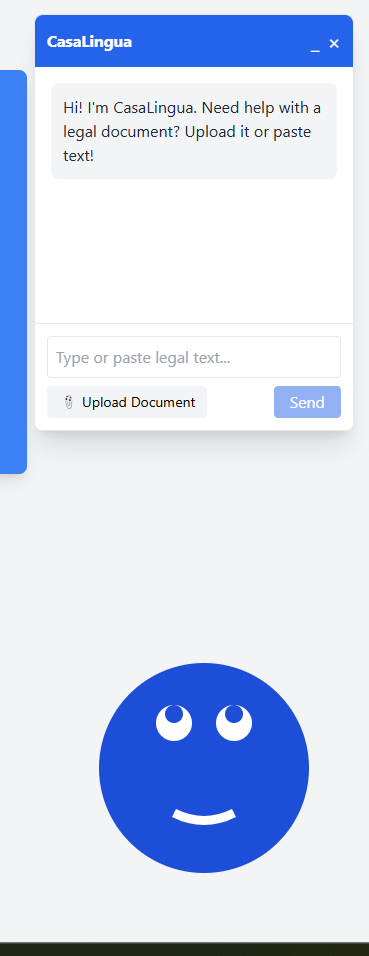 CasaLingua
Hi! I'm CasaLingua. Need help with a
legal document? Upload it or paste
text!
Type or paste legal text...
Upload Document
Send